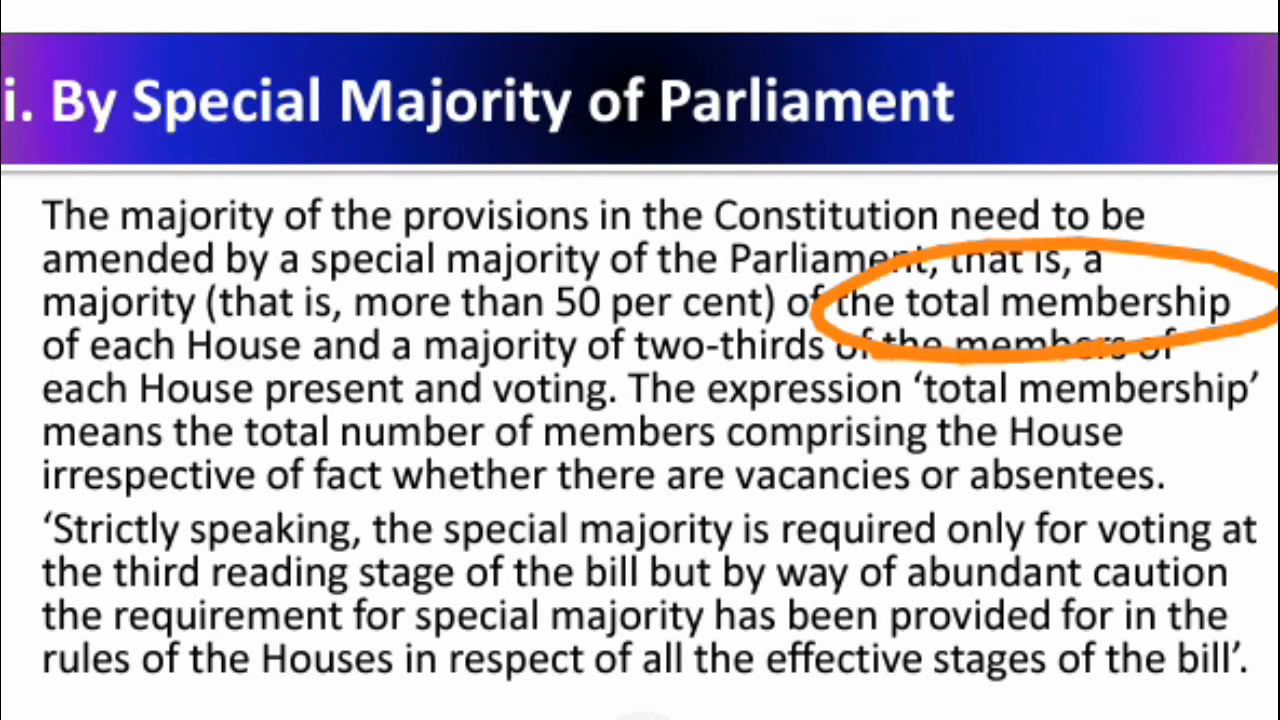 i. By Special Majority of Parliament
The majority of the provisions in the Constitution need to be
amended by a special majority of the Parliament, that is, a
majority (that is, more than 50 per cent) of the total membership
of each House and a majority of two-thirds of the members of
each House present and voting. The expression ‘total membership’
means the total number of members comprising the House
irrespective of fact whether there are vacancies or absentees.
‘Strictly speaking, the special majority is required only for voting at
the third reading stage of the bill but by way of abundant caution
the requirement for special majority has been provided for in the
rules of the Houses in respect of all the effective stages of the bill’.